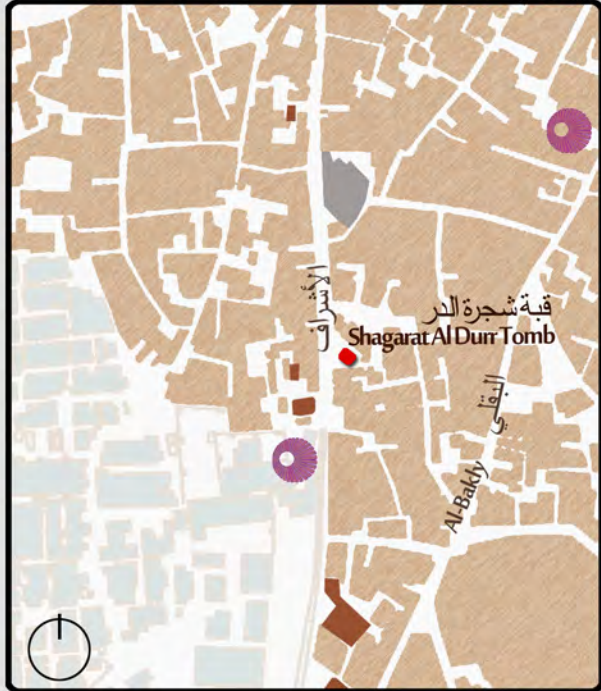 الأشراف
قبة شجرة الدر
Shagarat Al Durr Tomb
البقلي
Al-Bakly